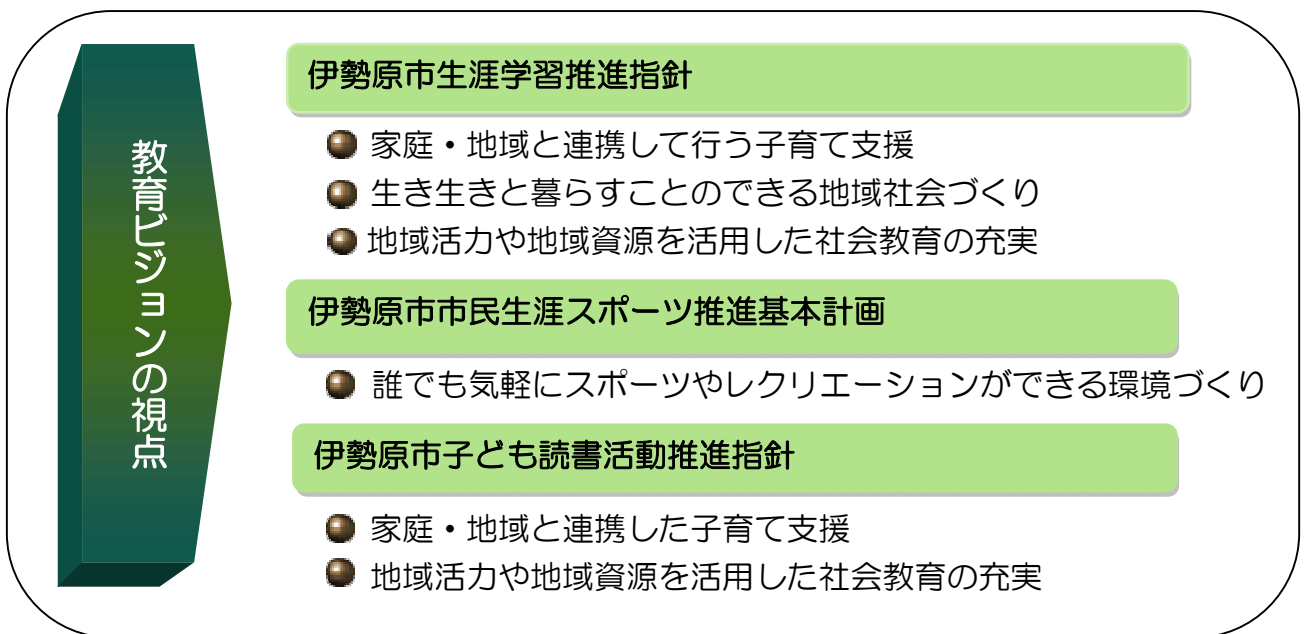 教育ビジョンの視点
伊勢原市生涯学習推進指針
家庭・地域と連携して行う子育て支援
生き生きと暮らすことのできる地域社会づくり
地域活力や地域資源を活用した社会教育の充実
伊勢原市市民生涯スポーツ推進基本計画
誰でも気軽にスポーツやレクリエーションができる環境づくり
伊勢原市子ども読書活動推進指針
家庭・地域と連携した子育て支援
地域活力や地域資源を活用した社会教育の充実